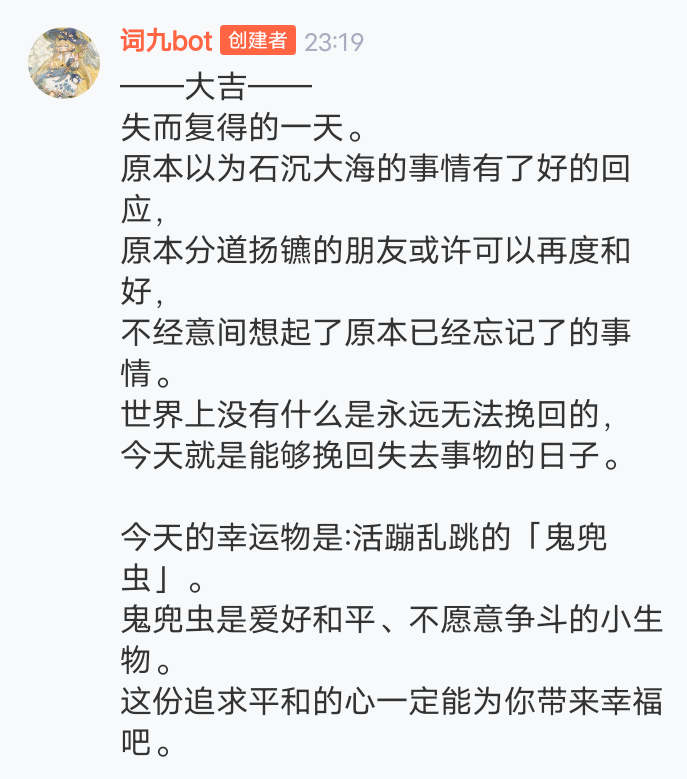 词九bot 创建者 23:19
——大吉——
失而复得的一天。
原本以为石沉大海的事情有了好的回
应,
原本分道扬镳的朋友或许可以再度和
好,
不经意间想起了原本已经忘记了的事
情。
世界上没有什么是永远无法挽回的,
今天就是能够挽回失去事物的日子。
今天的幸运物是:活蹦乱跳的「鬼兜
虫」。
鬼兜虫是爱好和平、不愿意争斗的小生
物。
这份追求平和的心一定能为你带来幸福
吧。